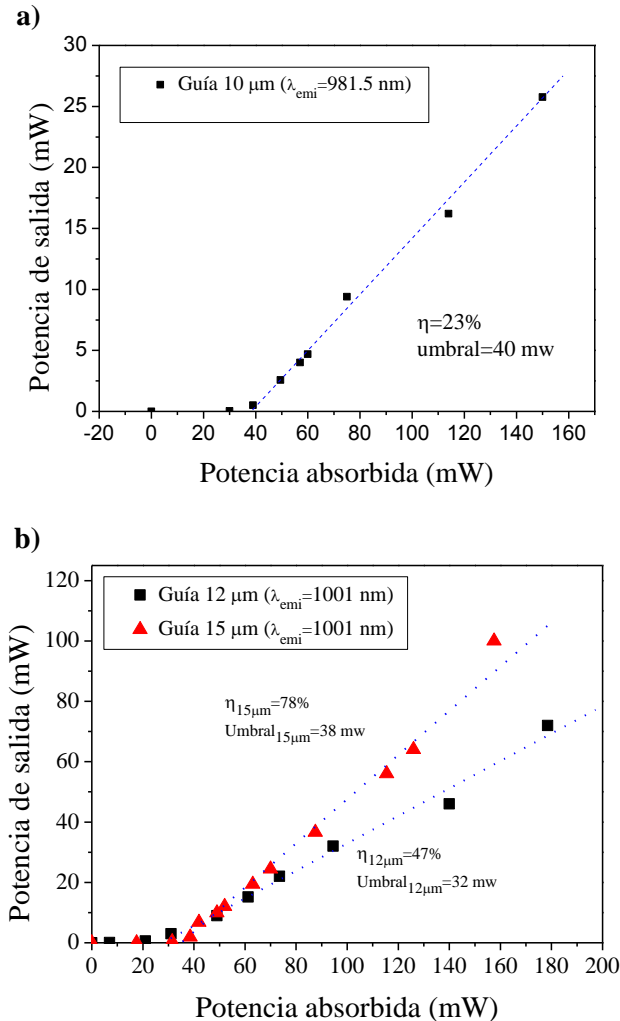 a)
30
25
20
15
10
5
0
Potencia de salida (mW)
Guía 10 μm (λemi=981.5 nm)
η=23%
umbral=40 mw
-20 0 20 40 60 80 100 120 140 160
Potencia absorbida (mW)
b)
120
100
80
60
40
20
0
Potencia de salida (mW)
Guía 12 μm (λemi=1001 nm)
Guía 15 μm (λemi=1001 nm)
η15μm=78%
Umbral15μm=38 mw
η12μm=47%
Umbral12μm=32 mw
0 20 40 60 80 100 120 140 160 180 200
Potencia absorbida (mW)